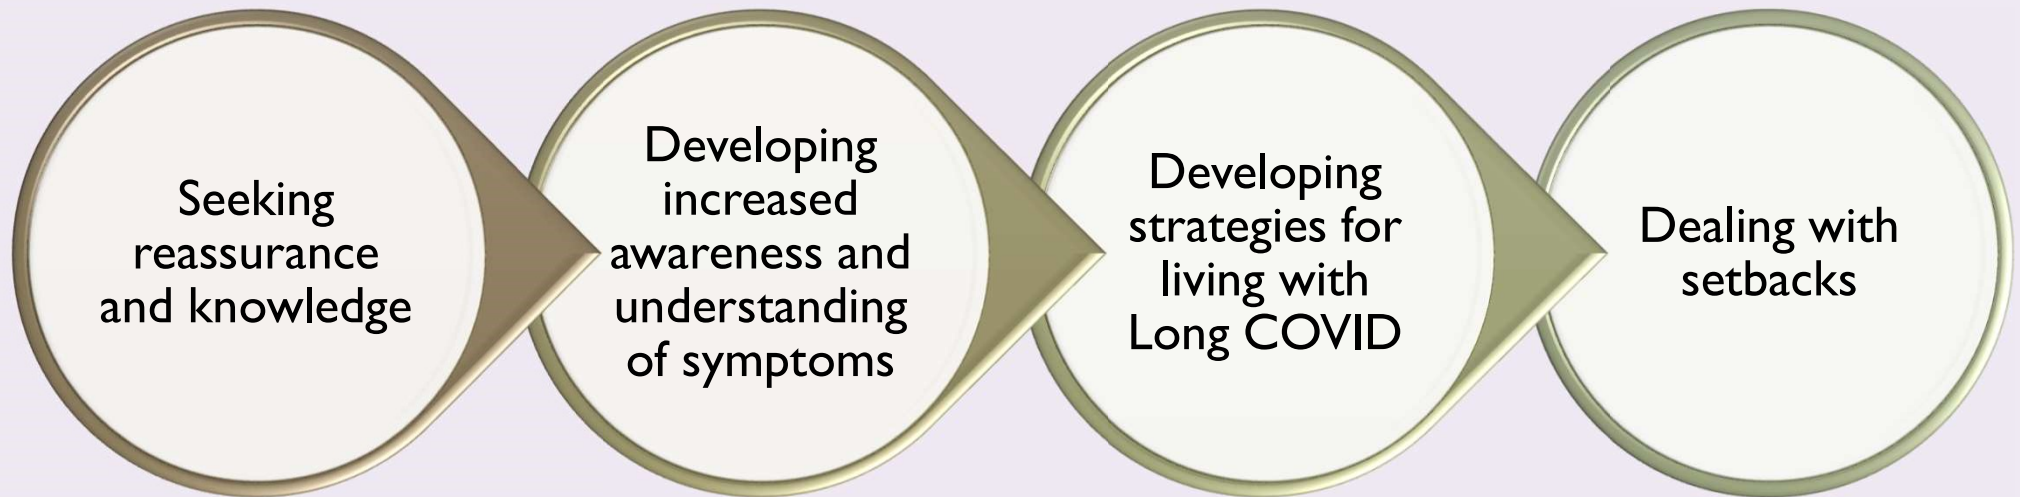 Seeking
reassurance
and knowledge
Developing
increased
awareness and
understanding
of symptoms
Developing
strategies for
living with
Long COVID
Dealing with
setbacks